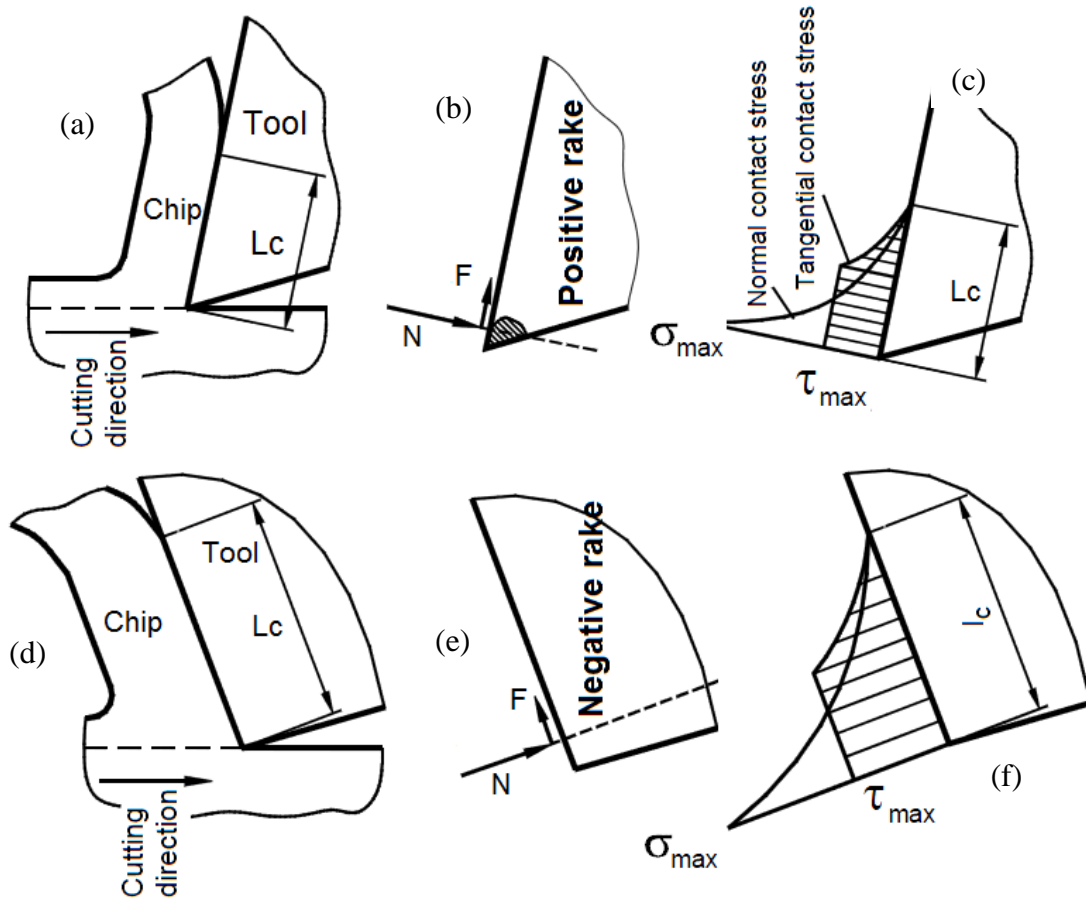 (a)
Tool
Chip
Lc
Cutting
direction
(b)
Positive rake
F
N
(c)
Normal contact stress
Tangential contact stress
Lc
σmax
τmax
(d)
Tool
Chip
Lc
Cutting
direction
(e)
Negative rake
F
N
lc
(f)
τmax
σmax